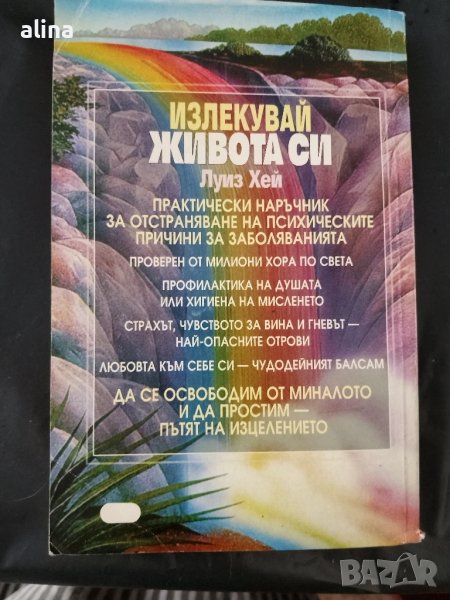 alina
ИЗЛЕКУВАЙ
ЖИВОТА СИ
Луиз Хей
ПРАКТИЧЕСКИ НАРЪЧНИК
ЗА ОТСТРАНЯВАНЕ НА ПСИХИЧЕСКИТЕ
ПРИЧИНИ ЗА ЗАБОЛЯВАНИЯТА
ПРОВЕРЕН ОТ МИЛИОНИ ХОРА ПО СВЕТА
ПРОФИЛАКТИКА НА ДУШАТА
ИЛИ ХИГИЕНА НА МИСЛЕНЕТО
СТРАХЪТ, ЧУВСТВОТО ЗА ВИНА И ГНЕВЪТ —
НАЙ-ОПАСНИТЕ ОТРОВИ
ЛЮБОВТА КЪМ СЕБЕ СИ — ЧУДОДЕЙНИЯТ БАЛСАМ
ДА СЕ ОСВОБОДИМ ОТ МИНАЛОТО
И ДА ПРОСТИМ —
ПЪТЯТ НА ИЗЦЕЛЕНИЕТО
BAZAR